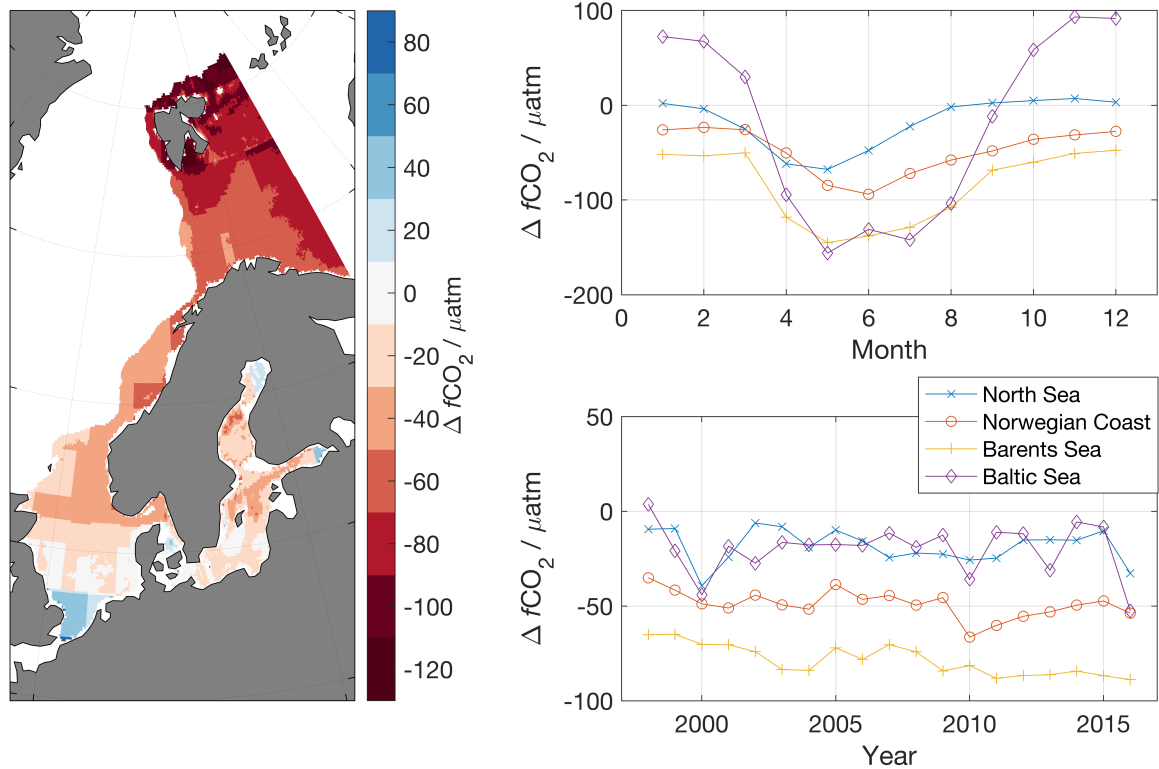 80
60
40
20
0
-20
-40
-60
-80
-100
-120
Δ fCO2 / μatm
100
0
-100
-200
0 2 4 6 8 10 12
Month
Δ fCO2 / μatm
North Sea
Norwegian Coast
Barents Sea
Baltic Sea
50
0
-50
-100
2000 2005 2010 2015
Year
Δ fCO2 / μatm